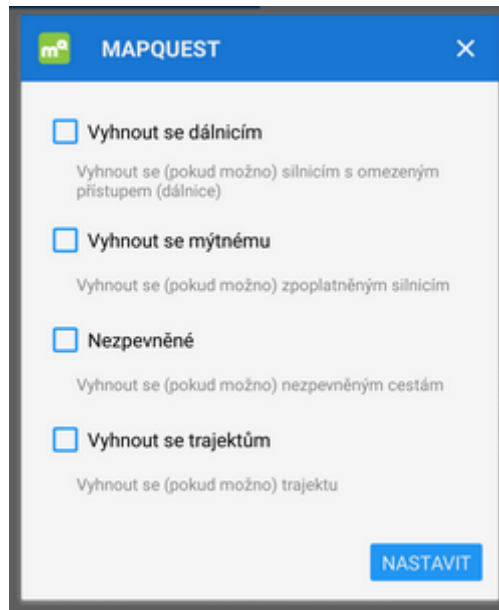 mq MAPQUEST
Vyhnout se dálnicím
Vyhnout se (pokud možno) silnicím s omezeným
přístupem (dálnice)
Vyhnout se mýtnému
Vyhnout se (pokud možno) zpoplatněným silnicím
Nezpevněné
Vyhnout se (pokud možno) nezpevněným cestám
Vyhnout se trajektům
Vyhnout se (pokud možno) trajektu
NASTAVIT